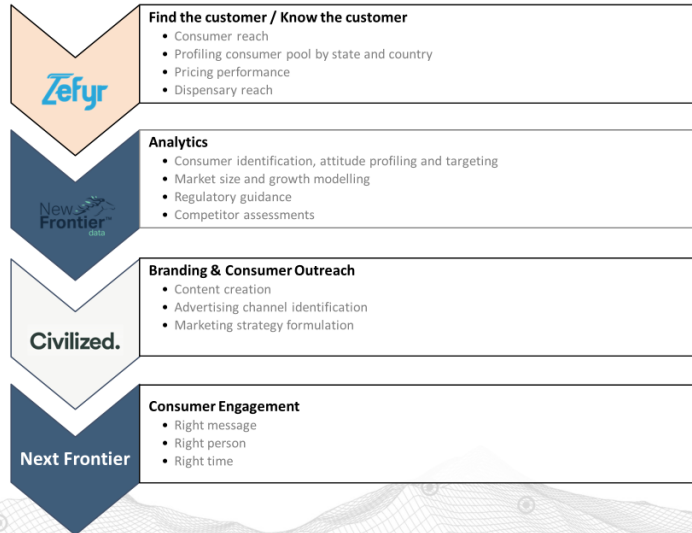 Zefyr
Find the customer / Know the customer
• Consumer reach
• Profiling consumer pool by state and country
• Pricing performance
• Dispensary reach
New
Frontier™
data
Analytics
• Consumer identification, attitude profiling and targeting
• Market size and growth modelling
• Regulatory guidance
• Competitor assessments
Civilized.
Branding & Consumer Outreach
• Content creation
• Advertising channel identification
• Marketing strategy formulation
Next Frontier
Consumer Engagement
• Right message
• Right person
• Right time